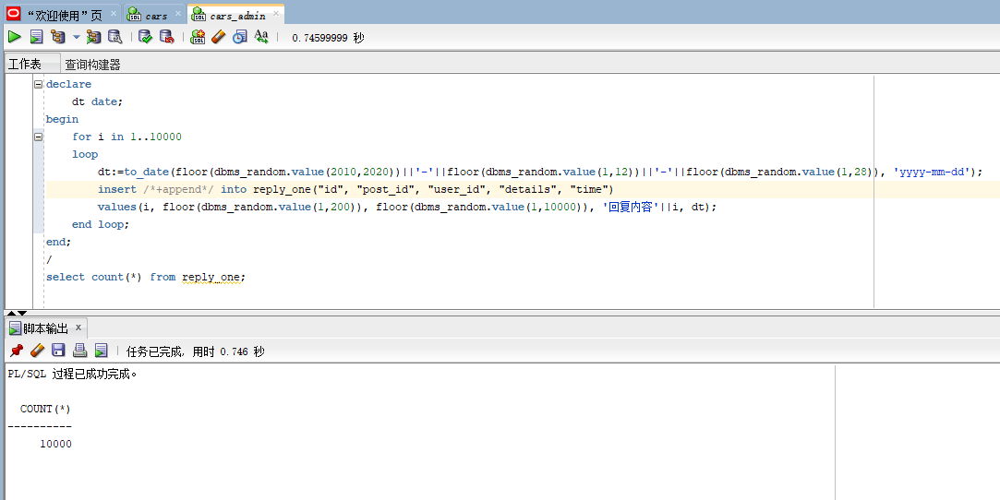 “欢迎使用”页 cars cars_admin
0.74599999 秒
工作表 查询构建器
declare
dt date;
begin
for i in 1..10000
loop
dt:=to_date(floor(dbms_random.value(2010,2020))||'-'||floor(dbms_random.value(1,12))||'-'||floor(dbms_random.value(1,28)), 'yyyy-mm-dd');
insert /*+append*/ into reply_one("id", "post_id", "user_id", "details", "time")
values(i, floor(dbms_random.value(1,200)), floor(dbms_random.value(1,10000)), '回复内容'||i, dt);
end loop;
end;
/
select count(*) from reply_one;
脚本输出 x
任务已完成, 用时 0.746 秒
PL/SQL 过程已成功完成。
COUNT(*)
----------
10000